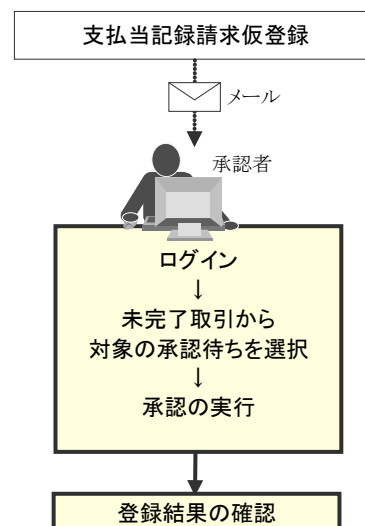 支払当記録請求仮登録
メール
承認者
ログイン
↓
未完了取引から
対象の承認待ちを選択
↓
承認の実行
登録結果の確認